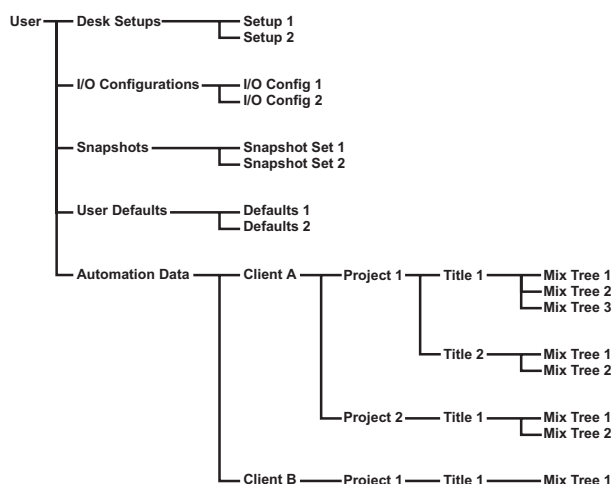 User Desk Setups Setup 1
Setup 2
I/O Configurations I/O Config 1
I/O Config 2
Snapshots Snapshot Set 1
Snapshot Set 2
User Defaults Defaults 1
Defaults 2
Automation Data Client A Project 1 Title 1 Mix Tree 1
Mix Tree 2
Mix Tree 3
Title 2 Mix Tree 1
Mix Tree 2
Project 2 Title 1 Mix Tree 1
Mix Tree 2
Client B Project 1 Title 1 Mix Tree 1